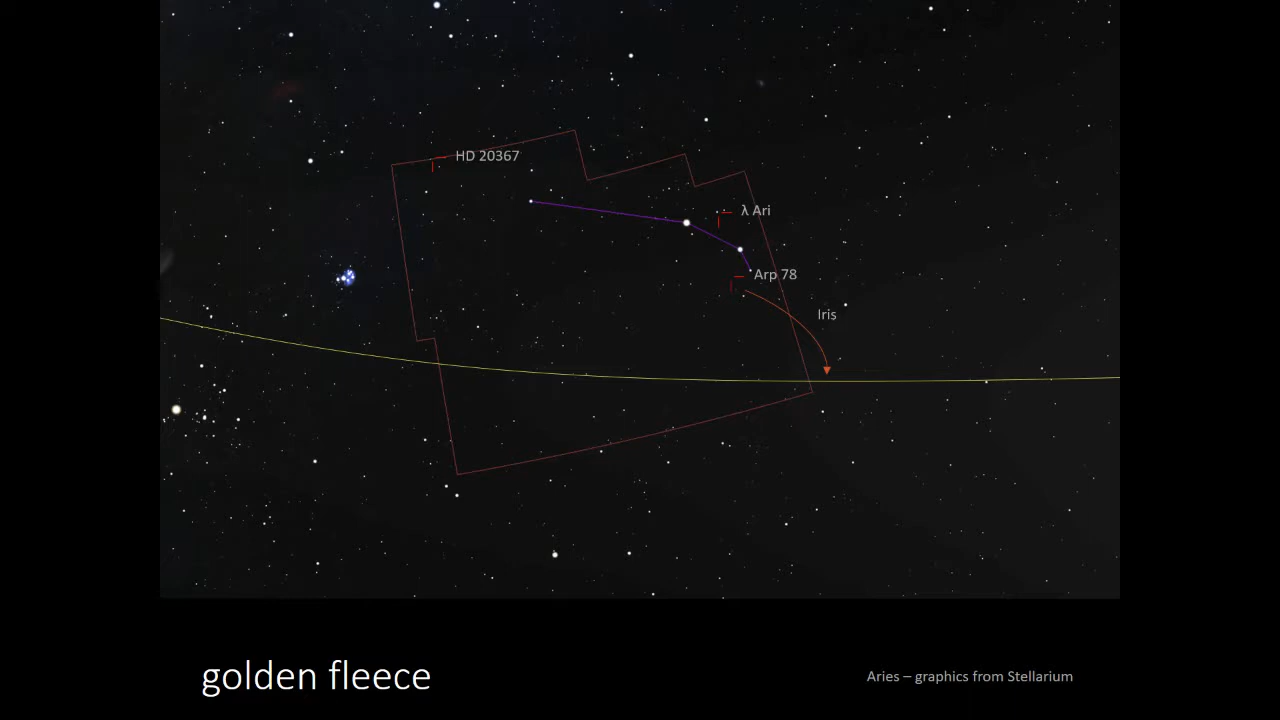 HD 20367
λ Ari
Arp 78
Iris
golden fleece
Aries – graphics from Stellarium